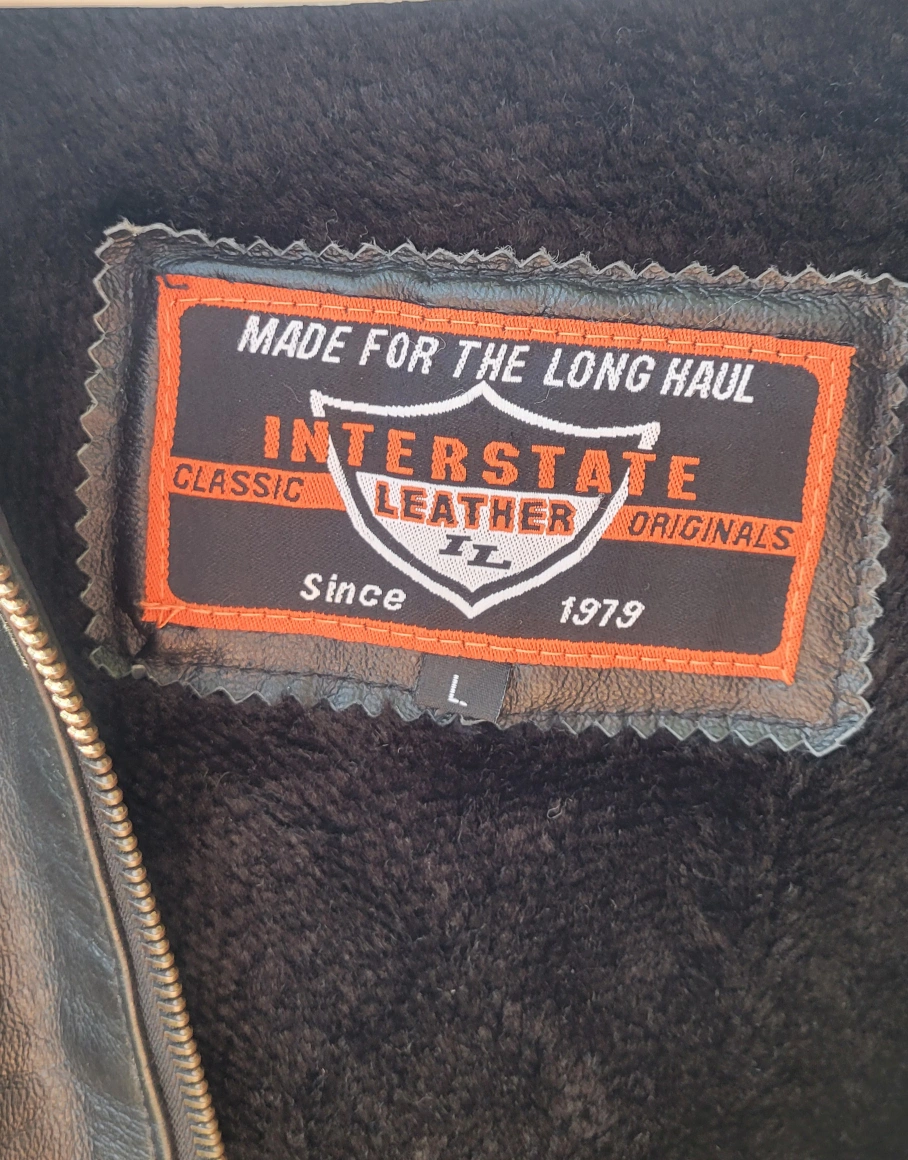 MADE FOR THE LONG HAUL
INTERSTATE
CLASSIC LEATHER ORIGINALS
IL
Since 1979
L